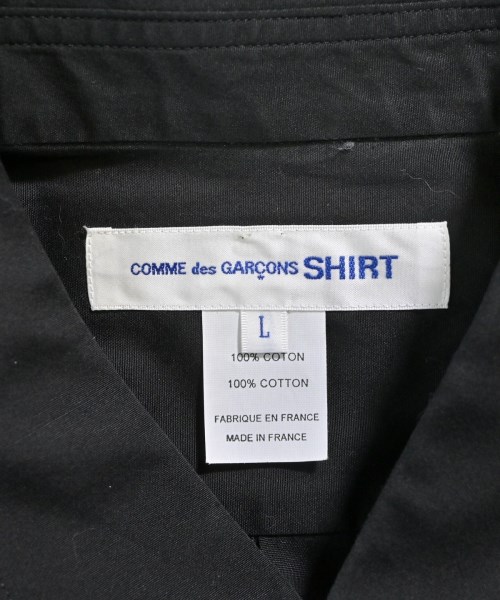 COMME des GARÇONS SHIRT
L
100% COTON
100% COTTON
FABRIQUE EN FRANCE
MADE IN FRANCE